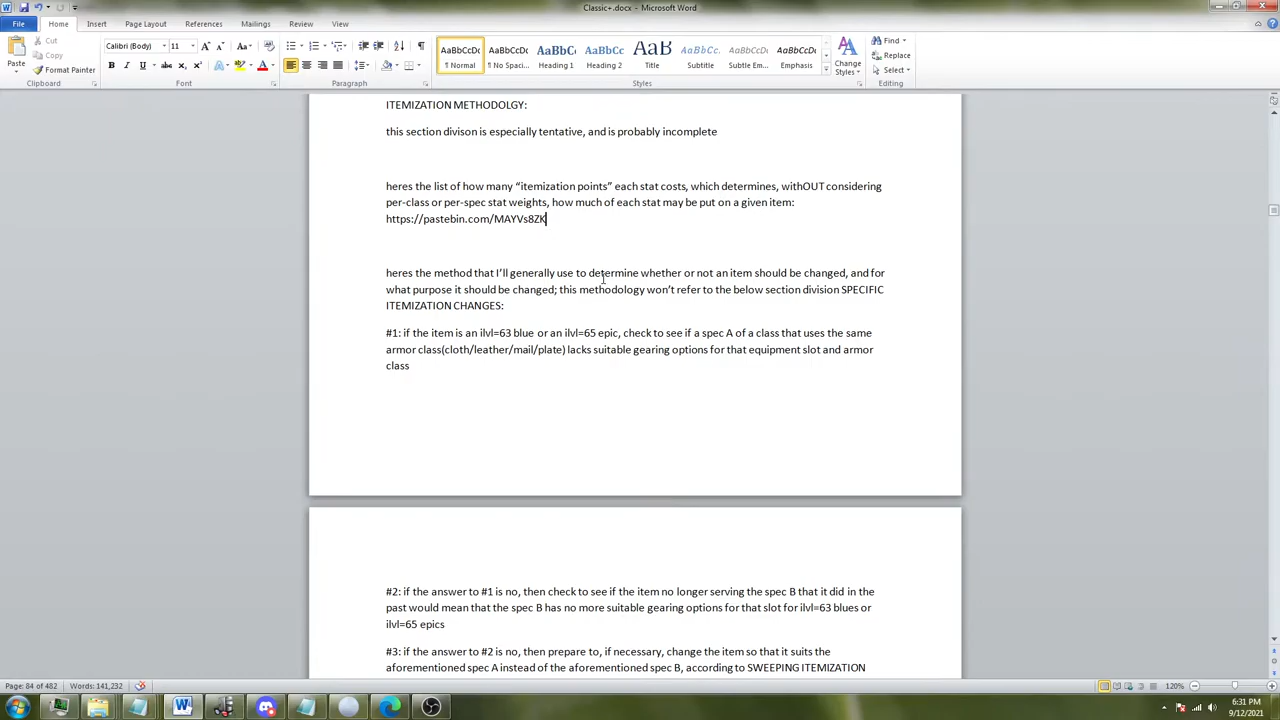 Classic+.docx - Microsoft Word
File Home Insert Page Layout References Mailings Review View
Paste
Cut
Copy
Format Painter
Clipboard
Calibri (Body) 11
Font
Paragraph
AaBbCcDc AaBbCcDc AaBbC AaBbCc AaB AaBbCc. AaBbCcDc AaBbCcDc
¶ Normal ¶ No Spaci... Heading 1 Heading 2 Title Subtitle Subtle Em... Emphasis
Change
Styles
Styles
Find
Replace
Select
Editing
ITEMIZATION METHODOLGY:
this section divison is especially tentative, and is probably incomplete
heres the list of how many “itemization points” each stat costs, which determines, withOUT considering
per-class or per-spec stat weights, how much of each stat may be put on a given item:
https://pastebin.com/MAYVs8ZK
heres the method that I’ll generally use to determine whether or not an item should be changed, and for
what purpose it should be changed; this methodology won’t refer to the below section division SPECIFIC
ITEMIZATION CHANGES:
#1: if the item is an ilvl=63 blue or an ilvl=65 epic, check to see if a spec A of a class that uses the same
armor class(cloth/leather/mail/plate) lacks suitable gearing options for that equipment slot and armor
class
#2: if the answer to #1 is no, then check to see if the item no longer serving the spec B that it did in the
past would mean that the spec B has no more suitable gearing options for that slot for ilvl=63 blues or
ilvl=65 epics
#3: if the answer to #2 is no, then prepare to, if necessary, change the item so that it suits the
aforementioned spec A instead of the aforementioned spec B, according to SWEEPING ITEMIZATION
Page: 84 of 482 Words: 141,232
120%
6:31 PM
9/12/2021